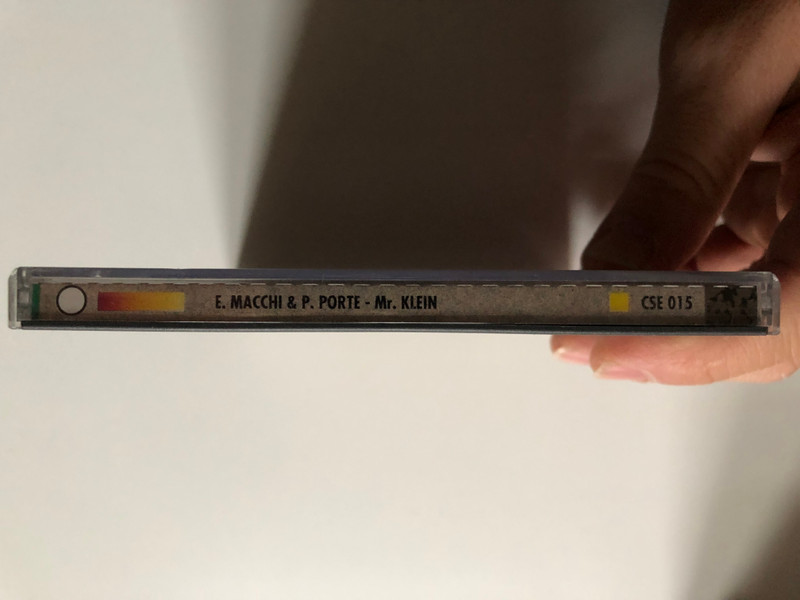 E. MACCHI & P. PORTE - Mr. KLEIN CSE 015